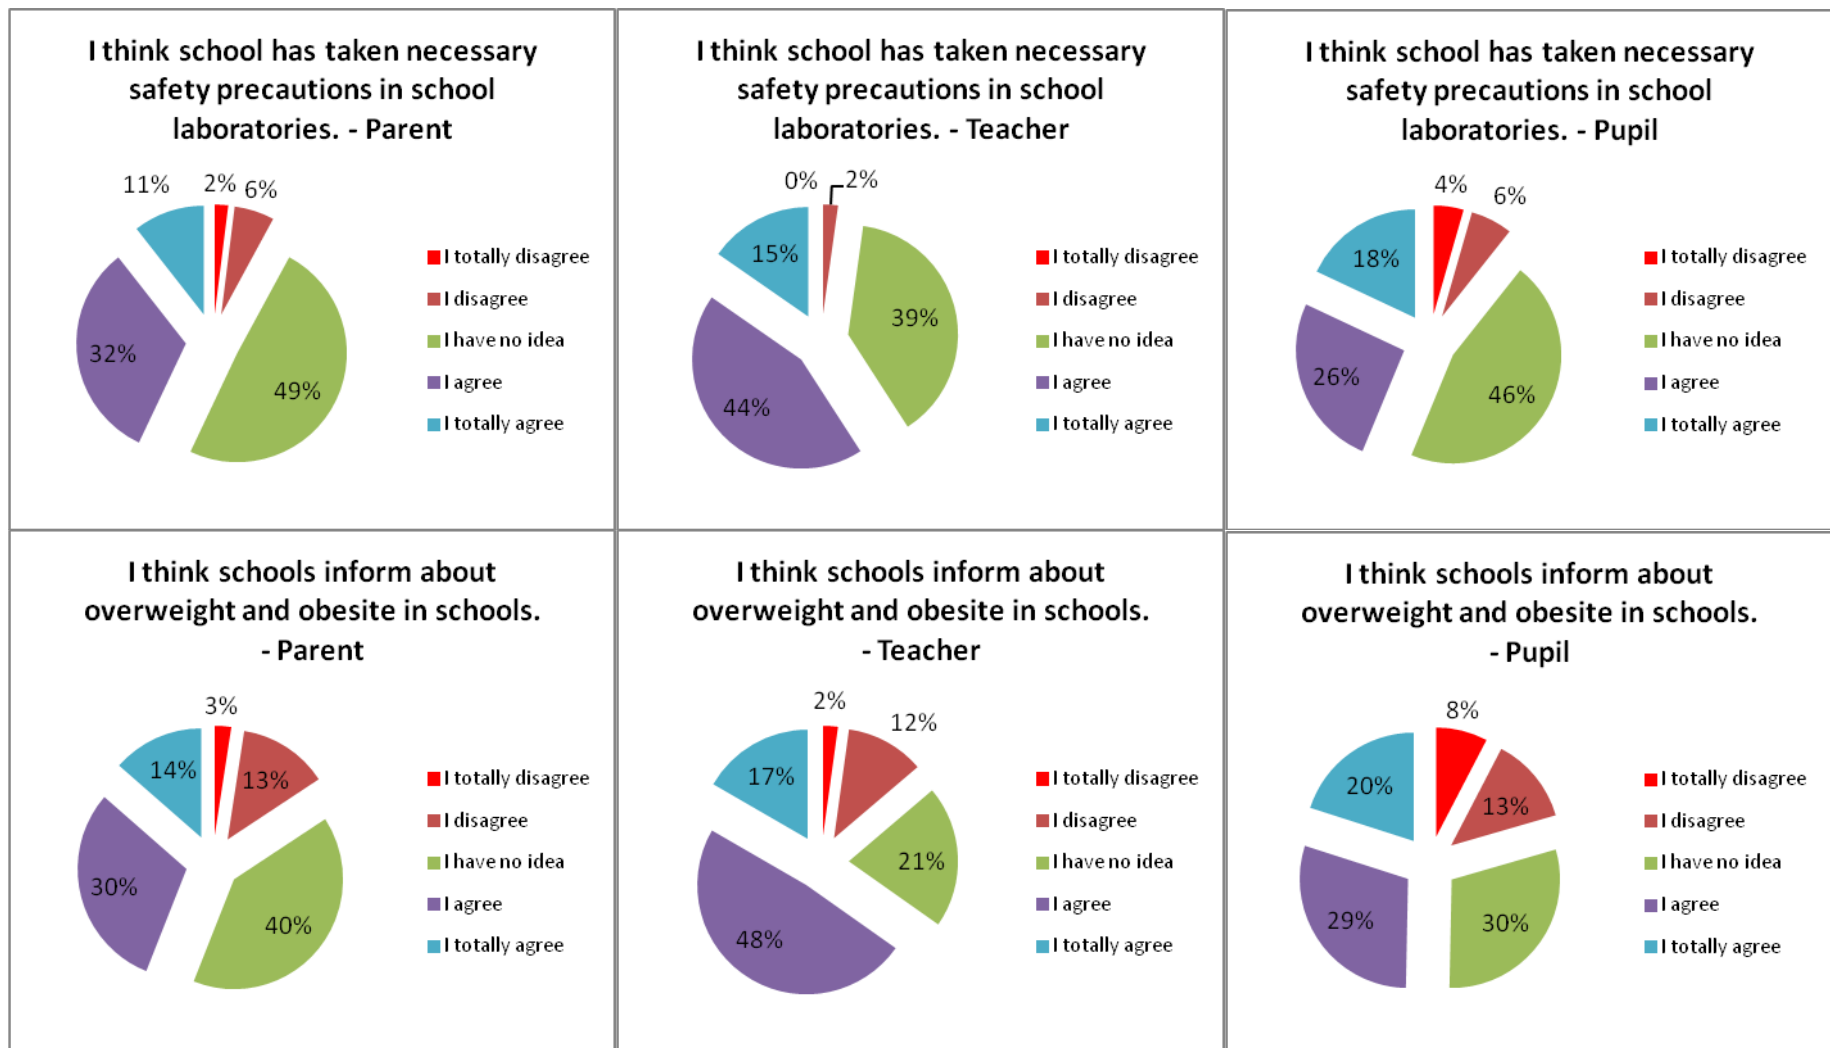 I think school has taken necessary
safety precautions in school
laboratories. - Parent
11%
2%
6%
32%
49%
I totally disagree
I disagree
I have no idea
I agree
I totally agree
I think school has taken necessary
safety precautions in school
laboratories. - Teacher
0%
2%
15%
39%
44%
I totally disagree
I disagree
I have no idea
I agree
I totally agree
I think school has taken necessary
safety precautions in school
laboratories. - Pupil
4%
6%
18%
26%
46%
I totally disagree
I disagree
I have no idea
I agree
I totally agree
I think schools inform about
overweight and obesite in schools.
- Parent
3%
14%
13%
30%
40%
I totally disagree
I disagree
I have no idea
I agree
I totally agree
I think schools inform about
overweight and obesite in schools.
- Teacher
2%
12%
17%
21%
48%
I totally disagree
I disagree
I have no idea
I agree
I totally agree
I think schools inform about
overweight and obesite in schools.
- Pupil
8%
20%
13%
29%
30%
I totally disagree
I disagree
I have no idea
I agree
I totally agree